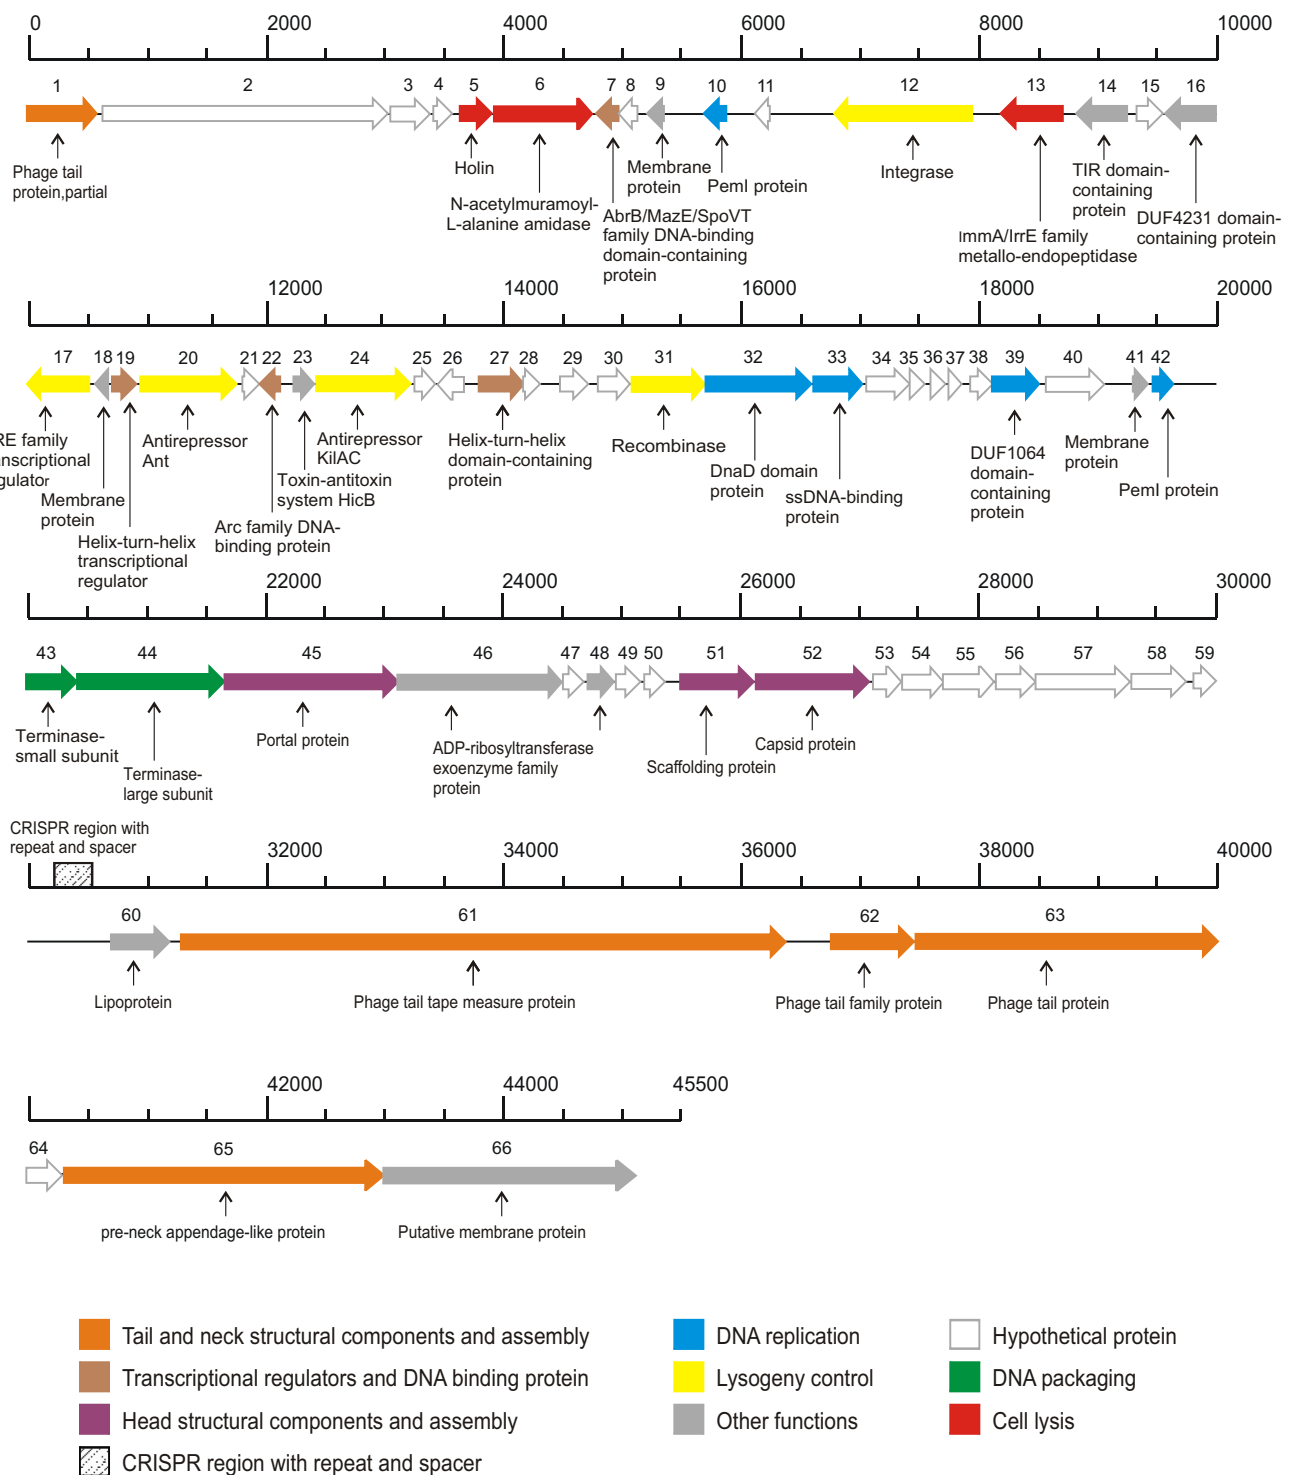 0 2000 4000 6000 8000 10000
1 2 3 4 5 6 7 8 9 10 11 12 13 14 15 16
Phage tail
protein,partial
Holin
N-acetylmuramoyl-
L-alanine amidase
AbrB/MazE/SpoVT
family DNA-binding
domain-containing
protein
Membrane
protein
PemI protein
Integrase
ImmA/IrrE family
metallo-endopeptidase
TIR domain-
containing
protein
DUF4231 domain-
containing protein
12000 14000 16000 18000 20000
17 18 19 20 21 22 23 24 25 26 27 28 29 30 31 32 33 34 35 36 37 38 39 40 41 42
RE family
anscriptional
egulator
Membrane
protein
Helix-turn-helix
transcriptional
regulator
Antirepressor
Ant
Arc family DNA-
binding protein
Toxin-antitoxin
system HicB
Antirepressor
KilAC
Helix-turn-helix
domain-containing
protein
Recombinase
DnaD domain
protein
ssDNA-binding
protein
DUF1064
domain-
containing
protein
Membrane
protein
PemI protein
22000 24000 26000 28000 30000
43 44 45 46 47 48 49 50 51 52 53 54 55 56 57 58 59
Terminase-
small subunit
Terminase-
large subunit
Portal protein
ADP-ribosyltransferase
exoenzyme family
protein
Scaffolding protein
Capsid protein
CRISPR region with
repeat and spacer
32000 34000 36000 38000 40000
60 61 62 63
Lipoprotein
Phage tail tape measure protein
Phage tail family protein
Phage tail protein
42000 44000 45500
64 65 66
pre-neck appendage-like protein
Putative membrane protein
Tail and neck structural components and assembly
Transcriptional regulators and DNA binding protein
Head structural components and assembly
CRISPR region with repeat and spacer
DNA replication
Lysogeny control
Other functions
Hypothetical protein
DNA packaging
Cell lysis